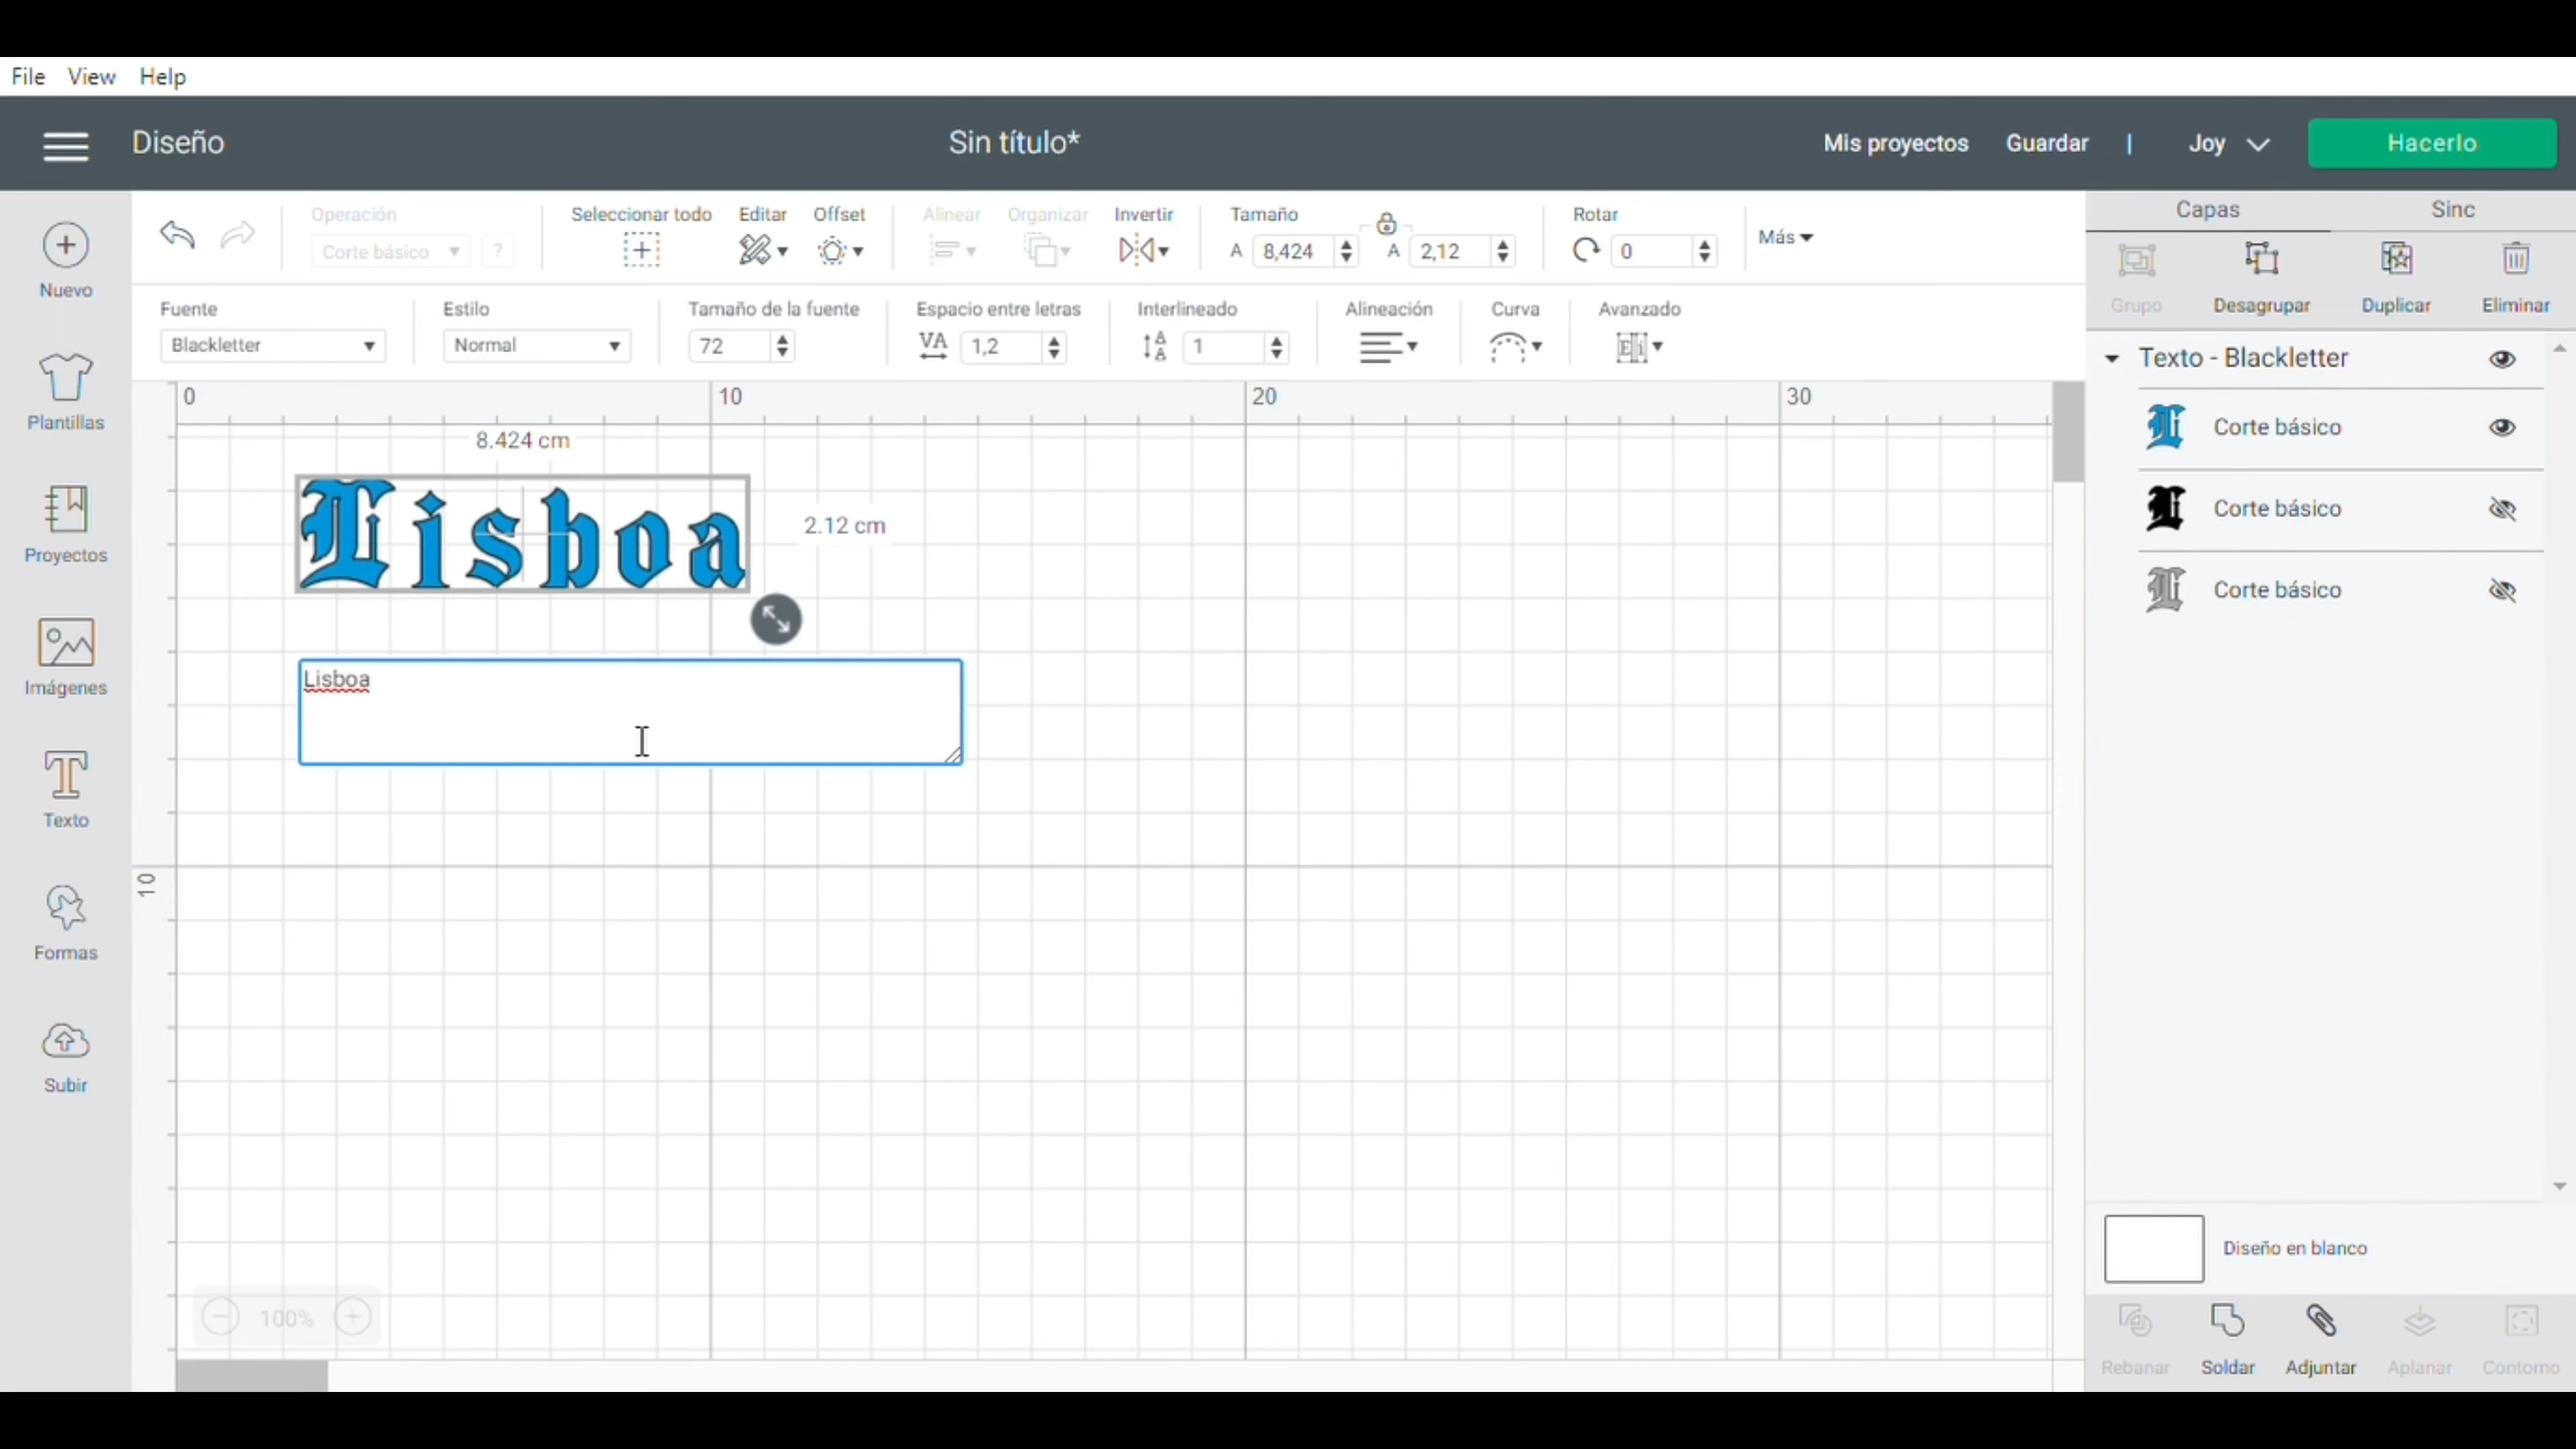 File View Help
Diseño Sin título* Mis proyectos Guardar | Joy Hacerlo
Operación Seleccionar todo Editar Offset Alinear Organizar Invertir Tamaño Rotar
Corte básico ? A 8,424 A 2,12 0 Más
Capas Sinc
Grupo Desagrupar Duplicar Eliminar
Nuevo
Plantillas
Proyectos
Imágenes
Texto
Formas
Subir
Fuente Estilo Tamaño de la fuente Espacio entre letras Interlineado Alineación Curva Avanzado
Blackletter Normal 72 VA 1,2 A A 1
0 10 20 30
8.424 cm
Lisboa
2.12 cm
Lisboa
10
100%
Texto - Blackletter
Li Corte básico
Li Corte básico
Li Corte básico
Diseño en blanco
Rebanar Soldar Adjuntar Aplanar Contorno